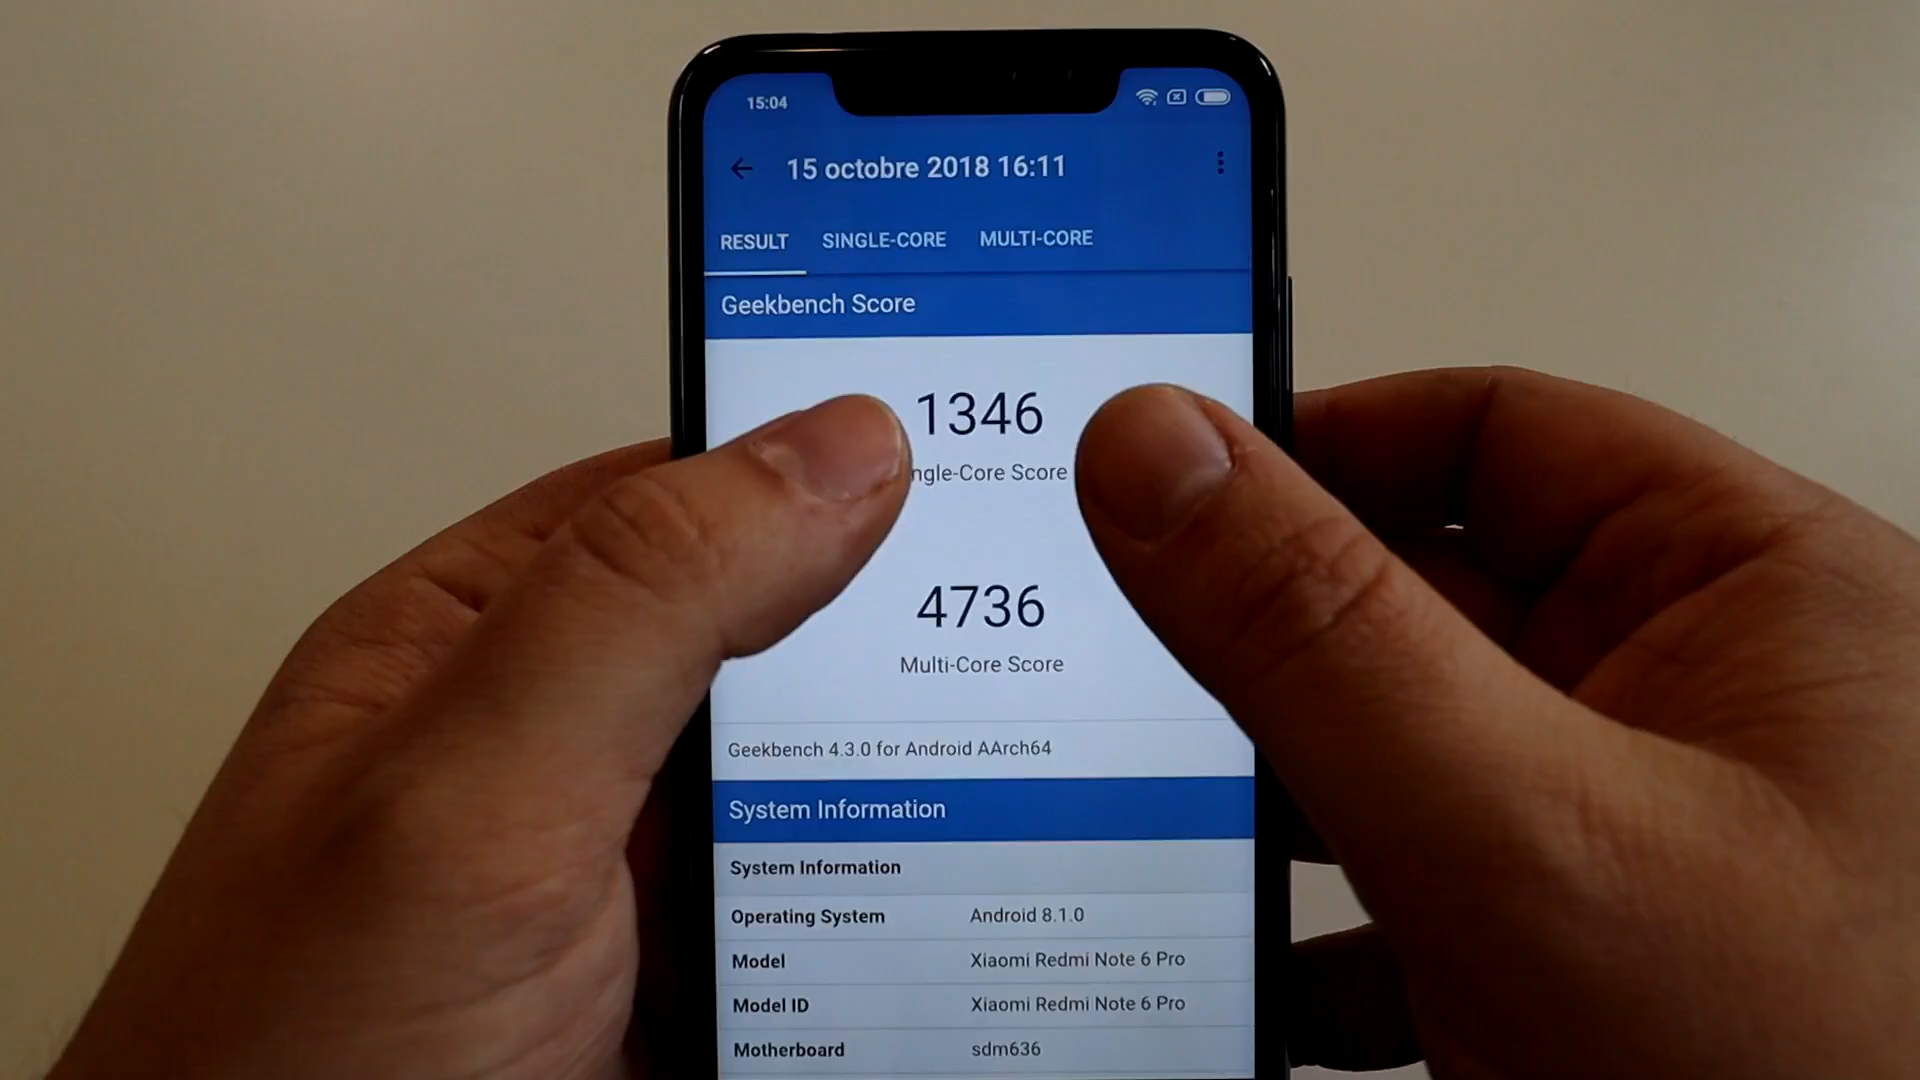 15:04
15 octobre 2018 16:11
RESULT SINGLE-CORE MULTI-CORE
Geekbench Score
1346
ngle-Core Score
4736
Multi-Core Score
Geekbench 4.3.0 for Android AArch64
System Information
System Information
Operating System Android 8.1.0
Model Xiaomi Redmi Note 6 Pro
Model ID Xiaomi Redmi Note 6 Pro
Motherboard sdm636